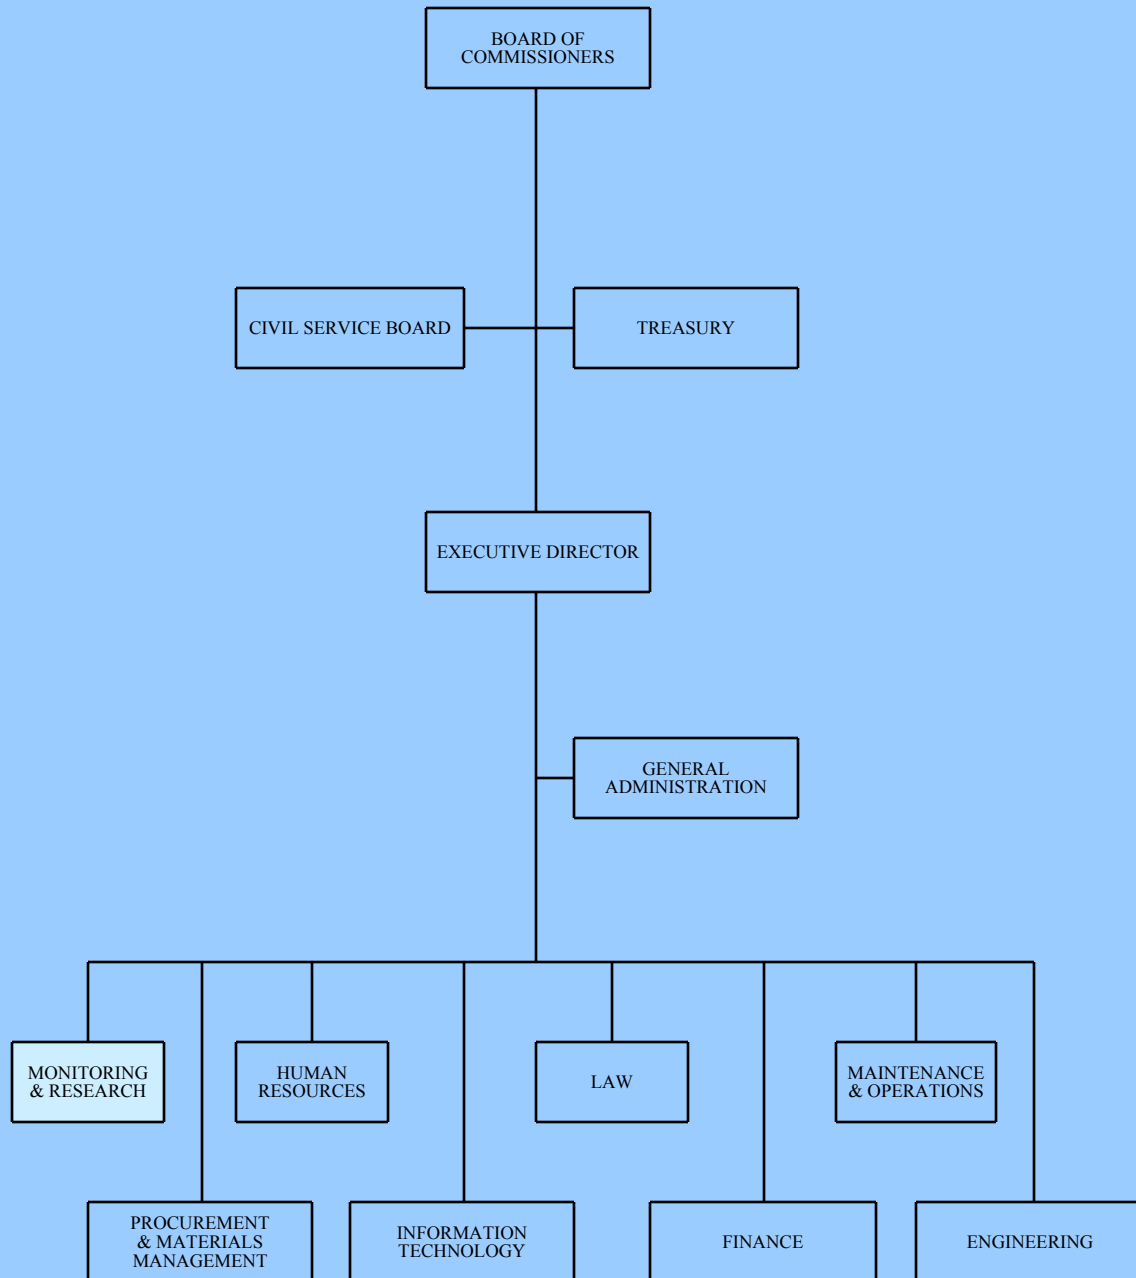 BOARD OF
COMMISSIONERS
CIVIL SERVICE BOARD
TREASURY
EXECUTIVE DIRECTOR
GENERAL
ADMINISTRATION
MONITORING
& RESEARCH
HUMAN
RESOURCES
LAW
MAINTENANCE
& OPERATIONS
PROCUREMENT
& MATERIALS
MANAGEMENT
INFORMATION
TECHNOLOGY
FINANCE
ENGINEERING